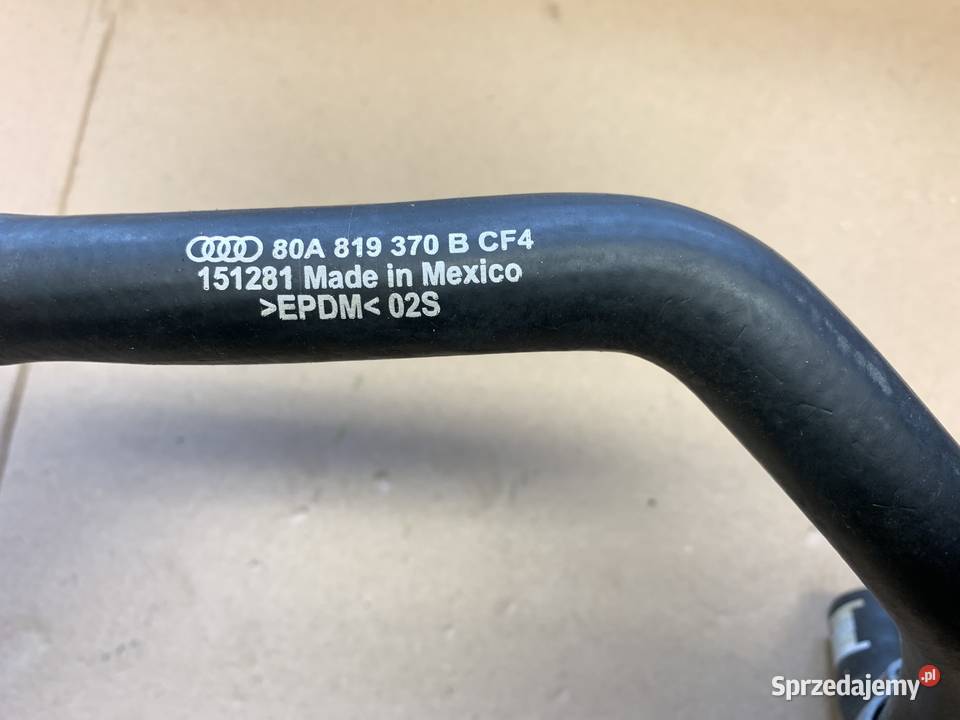 80A 819 370 B CF4
151281 Made in Mexico
>EPDM< 02S
Sprzedajemy.pl